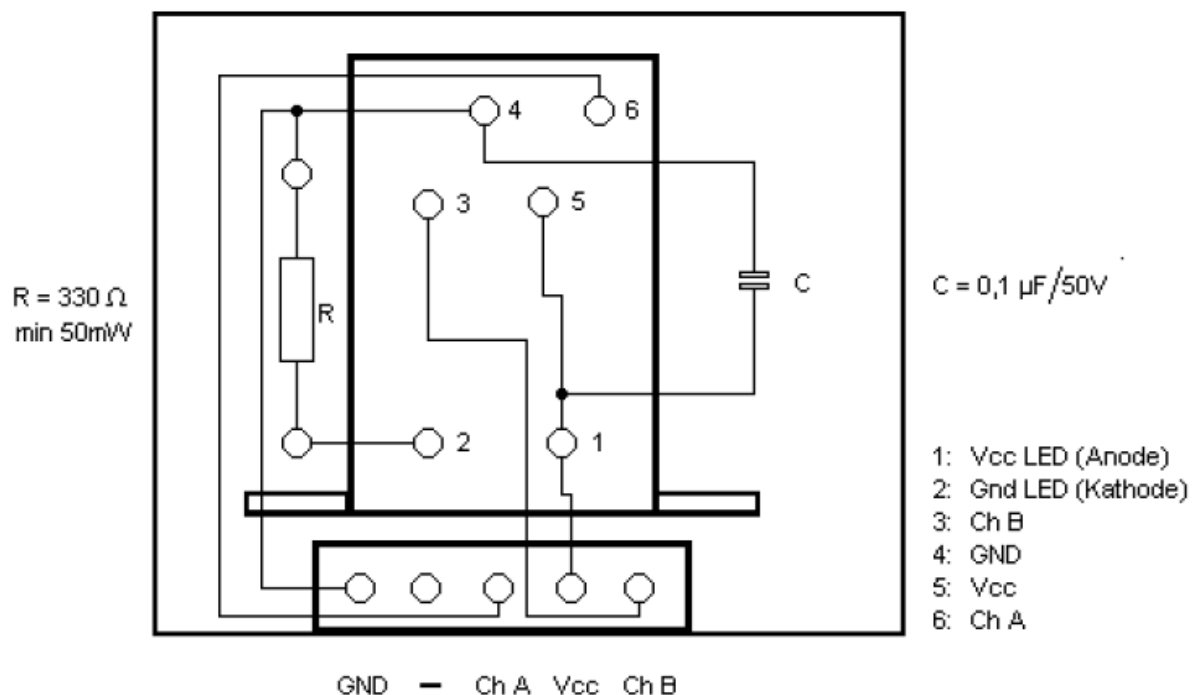 4
6
3
5
R = 330 Ω
min 50mW
R
C
C = 0,1 µF/50V
2
1
1: Vcc LED (Anode)
2: Gnd LED (Kathode)
3: Ch B
4: GND
5: Vcc
6: Ch A
GND – Ch A Vcc Ch B